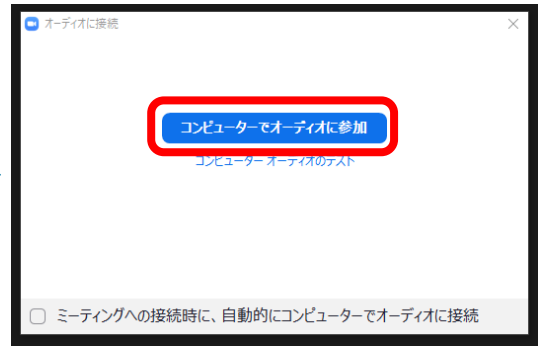 オーディオに接続
コンピューターでオーディオに参加
コンピューター オーディオのテスト
ミーティングへの接続時に、自動的にコンピューターでオーディオに接続